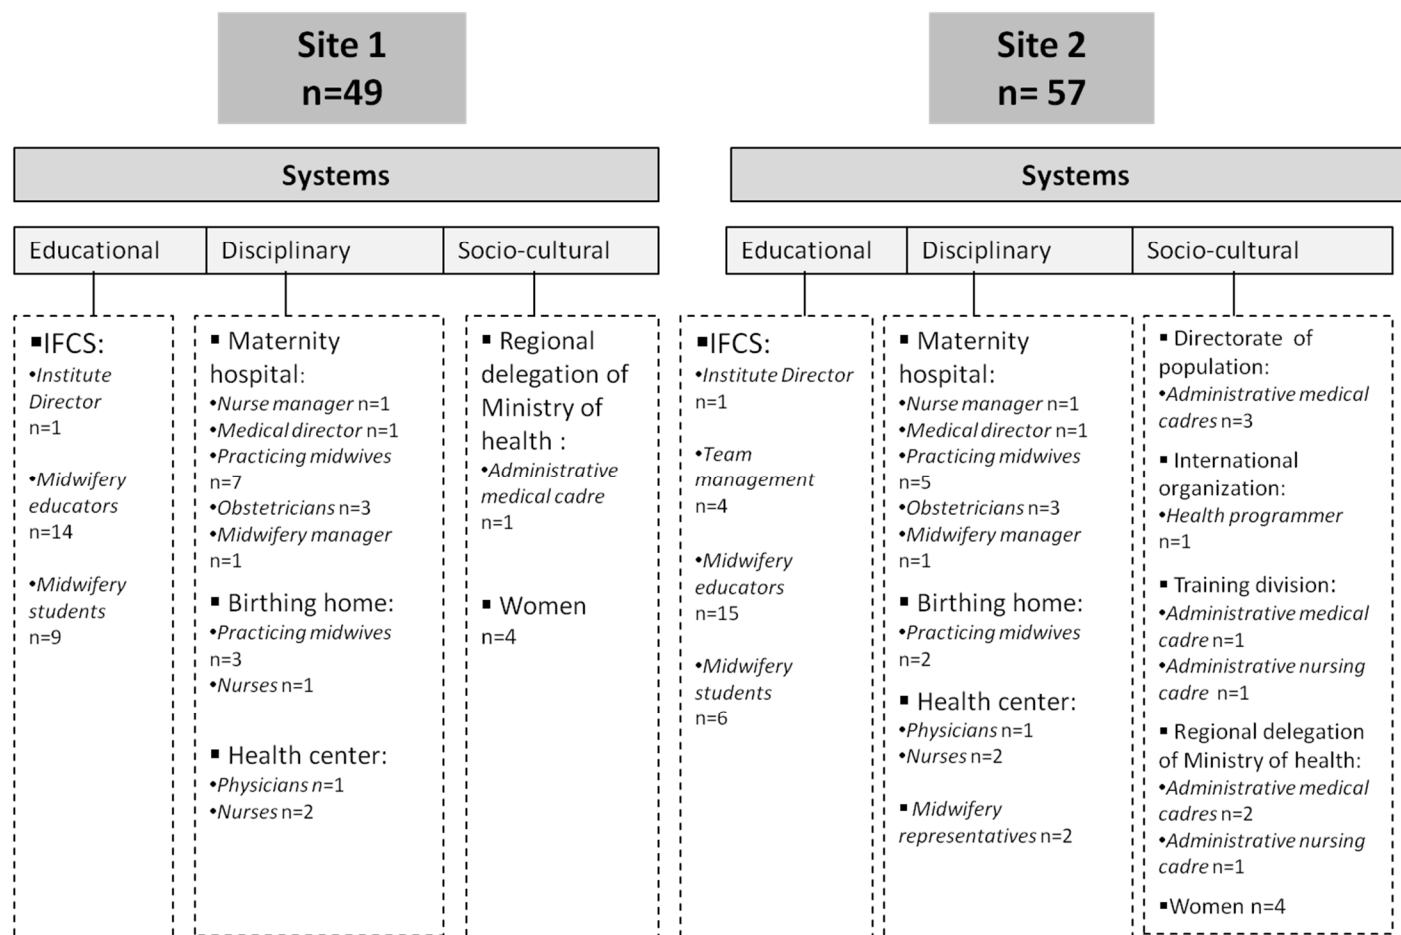 Site 1
n=49
Systems
Educational
Disciplinary
Socio-cultural
▪IFCS:
•Institute
Director
n=1
•Midwifery
educators
n=14
•Midwifery
students
n=9
▪ Maternity
hospital:
•Nurse manager n=1
•Medical director n=1
•Practicing midwives
n=7
•Obstetricians n=3
•Midwifery manager
n=1
▪ Birthing home:
•Practicing midwives
n=3
•Nurses n=1
▪ Health center:
•Physicians n=1
•Nurses n=2
▪ Regional
delegation of
Ministry of
health :
•Administrative
medical cadre
n=1
▪ Women
n=4
Site 2
n= 57
Systems
Educational
Disciplinary
Socio-cultural
▪IFCS:
•Institute Director
n=1
•Team
management
n=4
•Midwifery
educators
n=15
•Midwifery
students
n=6
▪ Maternity
hospital:
•Nurse manager n=1
•Medical director n=1
•Practicing midwives
n=5
•Obstetricians n=3
•Midwifery manager
n=1
▪ Birthing home:
•Practicing midwives
n=2
▪ Health center:
•Physicians n=1
•Nurses n=2
▪ Midwifery
representatives n=2
▪ Directorate of
population:
•Administrative medical
cadres n=3
▪ International
organization:
•Health programmer
n=1
▪ Training division:
•Administrative medical
cadre n=1
•Administrative nursing
cadre n=1
▪ Regional delegation
of Ministry of health:
•Administrative medical
cadres n=2
•Administrative nursing
cadre n=1
▪Women n=4